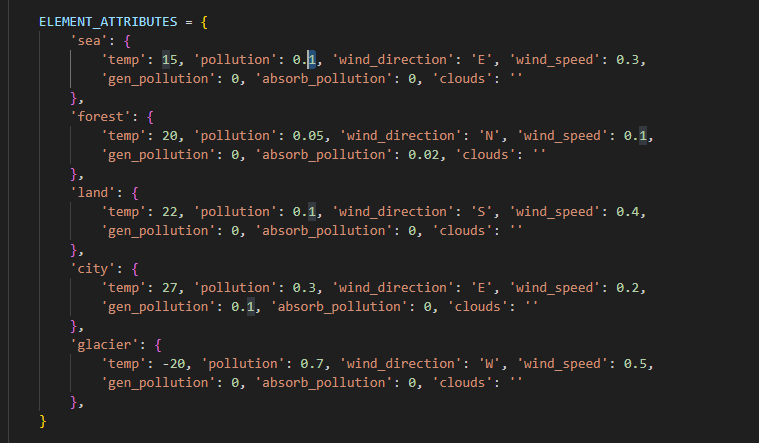 ELEMENT_ATTRIBUTES = {
'sea': {
'temp': 15, 'pollution': 0.1, 'wind_direction': 'E', 'wind_speed': 0.3,
'gen_pollution': 0, 'absorb_pollution': 0, 'clouds': ''
},
'forest': {
'temp': 20, 'pollution': 0.05, 'wind_direction': 'N', 'wind_speed': 0.1,
'gen_pollution': 0, 'absorb_pollution': 0.02, 'clouds': ''
},
'land': {
'temp': 22, 'pollution': 0.1, 'wind_direction': 'S', 'wind_speed': 0.4,
'gen_pollution': 0, 'absorb_pollution': 0, 'clouds': ''
},
'city': {
'temp': 27, 'pollution': 0.3, 'wind_direction': 'E', 'wind_speed': 0.2,
'gen_pollution': 0.1, 'absorb_pollution': 0, 'clouds': ''
},
'glacier': {
'temp': -20, 'pollution': 0.7, 'wind_direction': 'W', 'wind_speed': 0.5,
'gen_pollution': 0, 'absorb_pollution': 0, 'clouds': ''
},
}